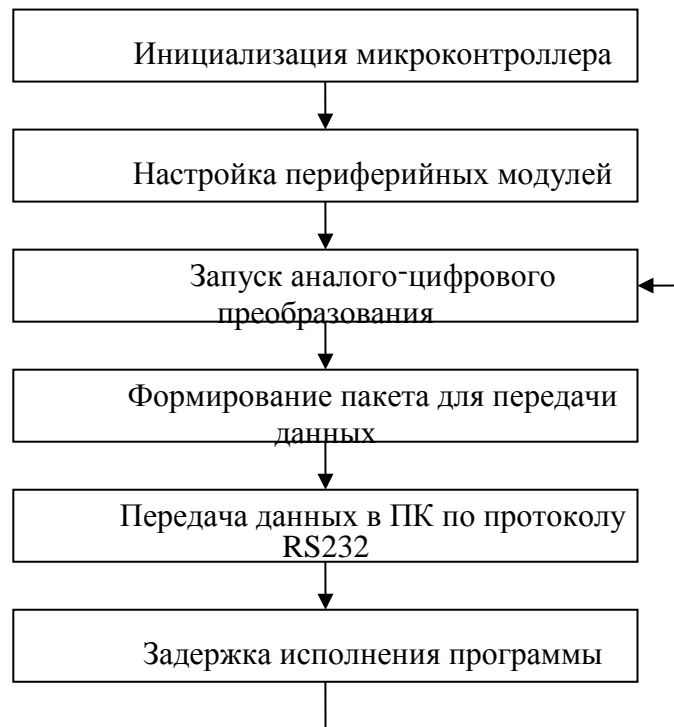 Инициализация микроконтроллера
Настройка периферийных модулей
Запуск аналого-цифрового
преобразования
Формирование пакета для передачи
данных
Передача данных в ПК по протоколу
RS232
Задержка исполнения программы